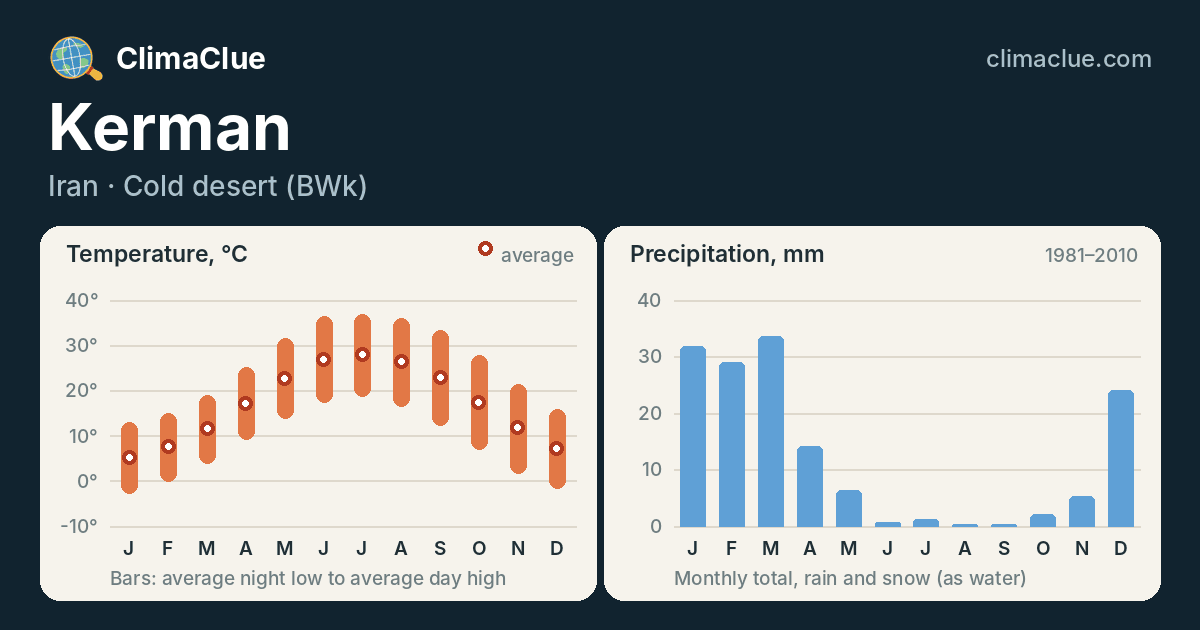 ClimaClue
climaclue.com
Kerman
Iran · Cold desert (BWk)
Temperature, °C
average
40°
30°
20°
10°
0°
-10°
J F M A M J J A S O N D
Bars: average night low to average day high
Precipitation, mm
1981–2010
40
30
20
10
0
J F M A M J J A S O N D
Monthly total, rain and snow (as water)